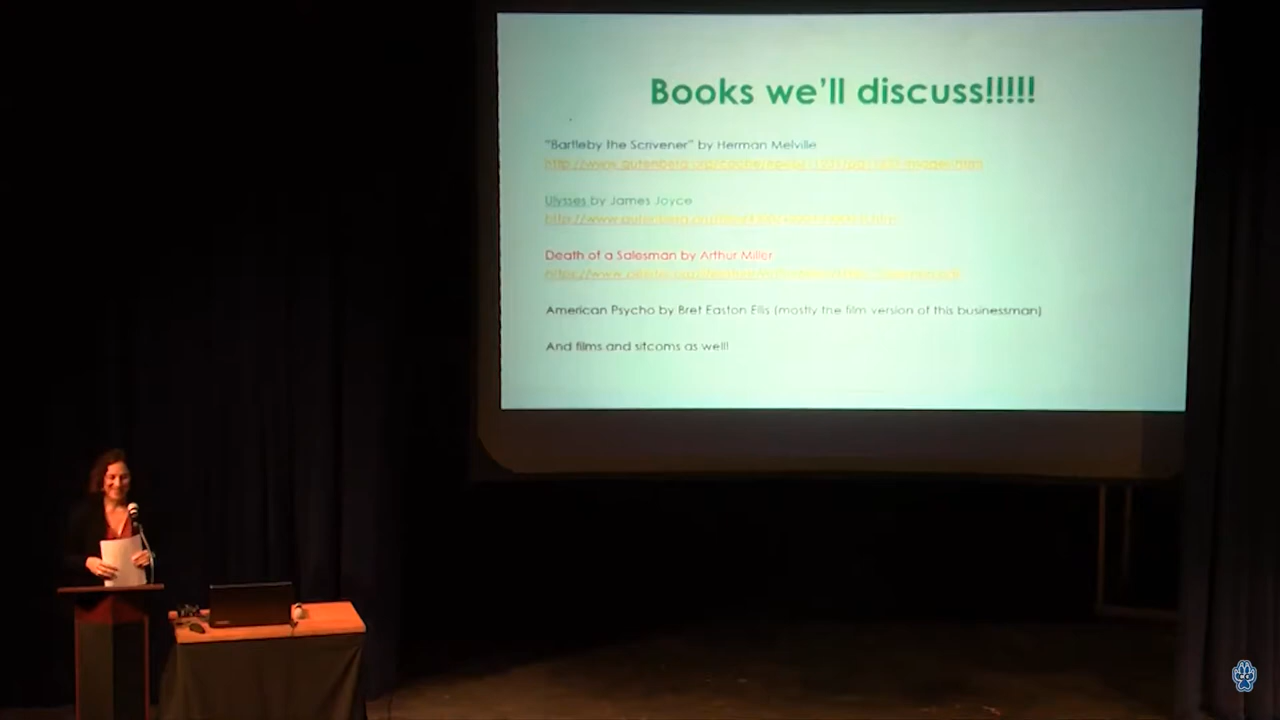 Books we'll discuss!!!!!
"Bartleby the Scrivener" by Herman Melville
Ulysses by James Joyce
Death of a Salesman by Arthur Miller
American Psycho by Bret Easton Ellis (mostly the film version of this businessman)
And films and sitcoms as well!